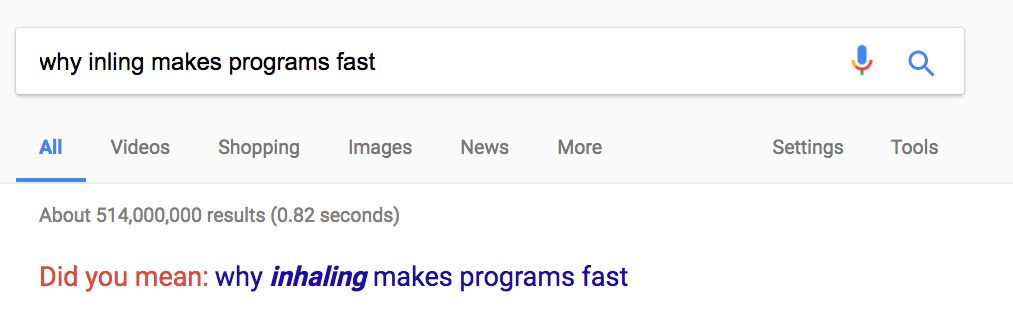 why inling makes programs fast
All Videos Shopping Images News More Settings Tools
About 514,000,000 results (0.82 seconds)
Did you mean: why inhaling makes programs fast